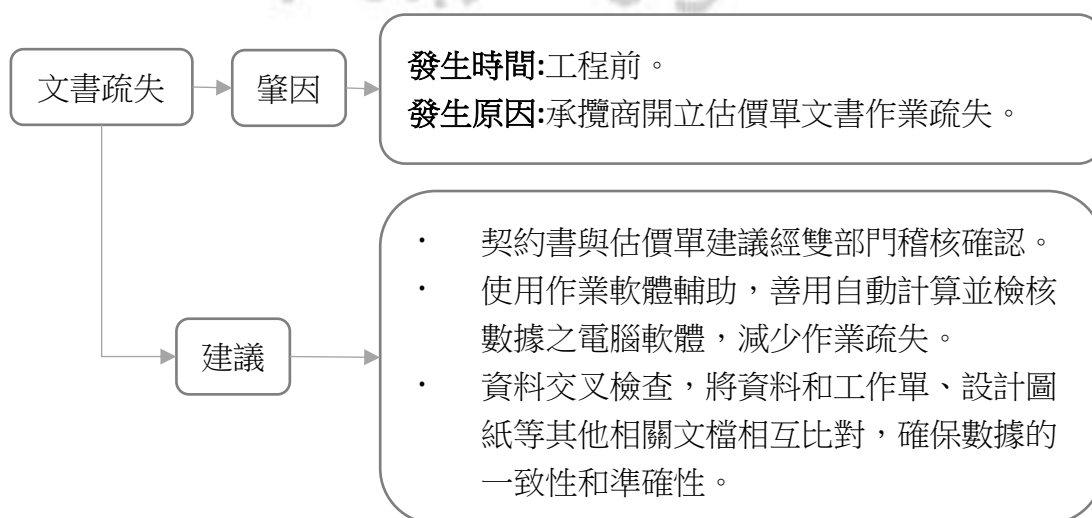 文書疏失
肇因
發生時間:工程前。
發生原因:承攬商開立估價單文書作業疏失。
建議
· 契約書與估價單建議經雙部門稽核確認。
· 使用作業軟體輔助，善用自動計算並檢核
數據之電腦軟體，減少作業疏失。
· 資料交叉檢查，將資料和工作單、設計圖
紙等其他相關文檔相互比對，確保數據的
一致性和準確性。